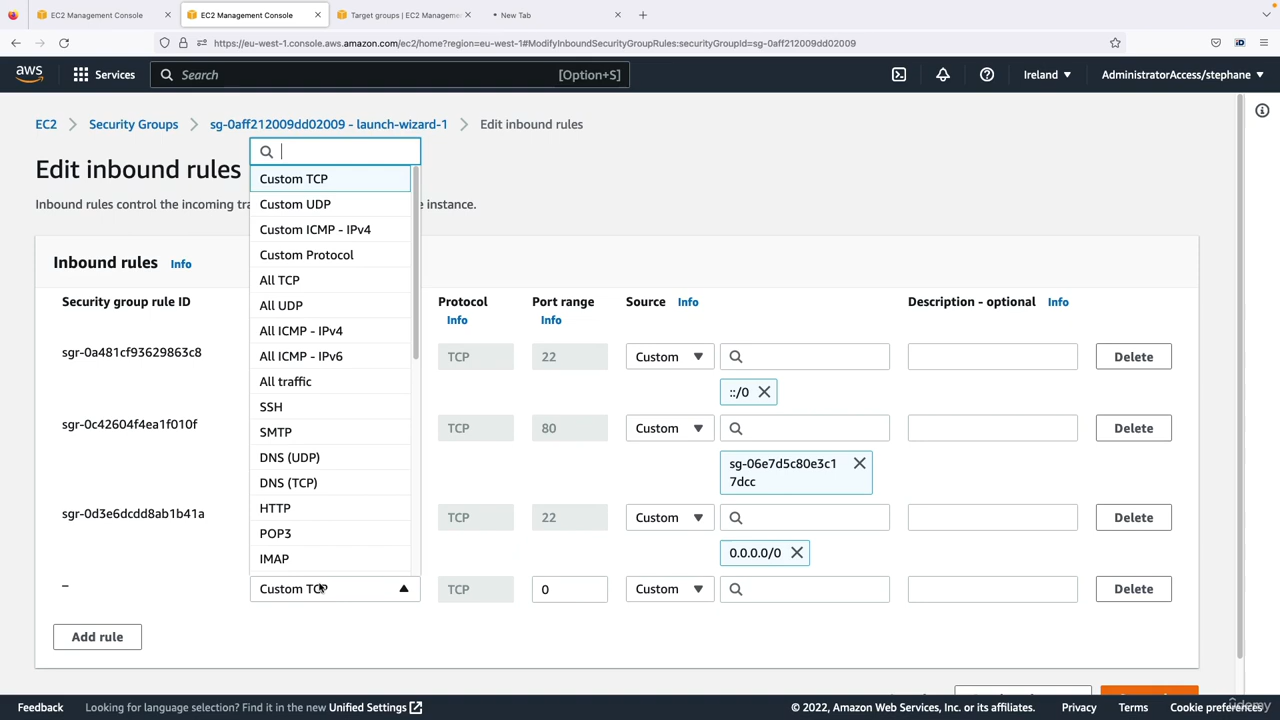 EC2 Management Console
EC2 Management Console
Target groups | EC2 Manageme
New Tab
https://eu-west-1.console.aws.amazon.com/ec2/home?region=eu-west-1#ModifyInboundSecurityGroupRules:securityGroupId=sg-0aff212009dd02009
aws
Services
Search
[Option+S]
Ireland
AdministratorAccess/stephane
EC2
Security Groups
sg-0aff212009dd02009 - launch-wizard-1
Edit inbound rules
Edit inbound rules
Inbound rules control the incoming tra
e instance.
Custom TCP
Custom UDP
Custom ICMP - IPv4
Custom Protocol
All TCP
All UDP
All ICMP - IPv4
All ICMP - IPv6
All traffic
SSH
SMTP
DNS (UDP)
DNS (TCP)
HTTP
POP3
IMAP
Inbound rules Info
Security group rule ID
Protocol
Info
Port range
Info
Source Info
Description - optional Info
sgr-0a481cf93629863c8
TCP
22
Custom
::/0
Delete
sgr-0c42604f4ea1f010f
TCP
80
Custom
sg-06e7d5c80e3c1
7dcc
Delete
sgr-0d3e6dcdd8ab1b41a
TCP
22
Custom
0.0.0.0/0
Delete
–
Custom TCP
TCP
0
Custom
Delete
Add rule
Feedback
Looking for language selection? Find it in the new Unified Settings
© 2022, Amazon Web Services, Inc. or its affiliates.
Privacy
Terms
Cookie preferences
ûdemy